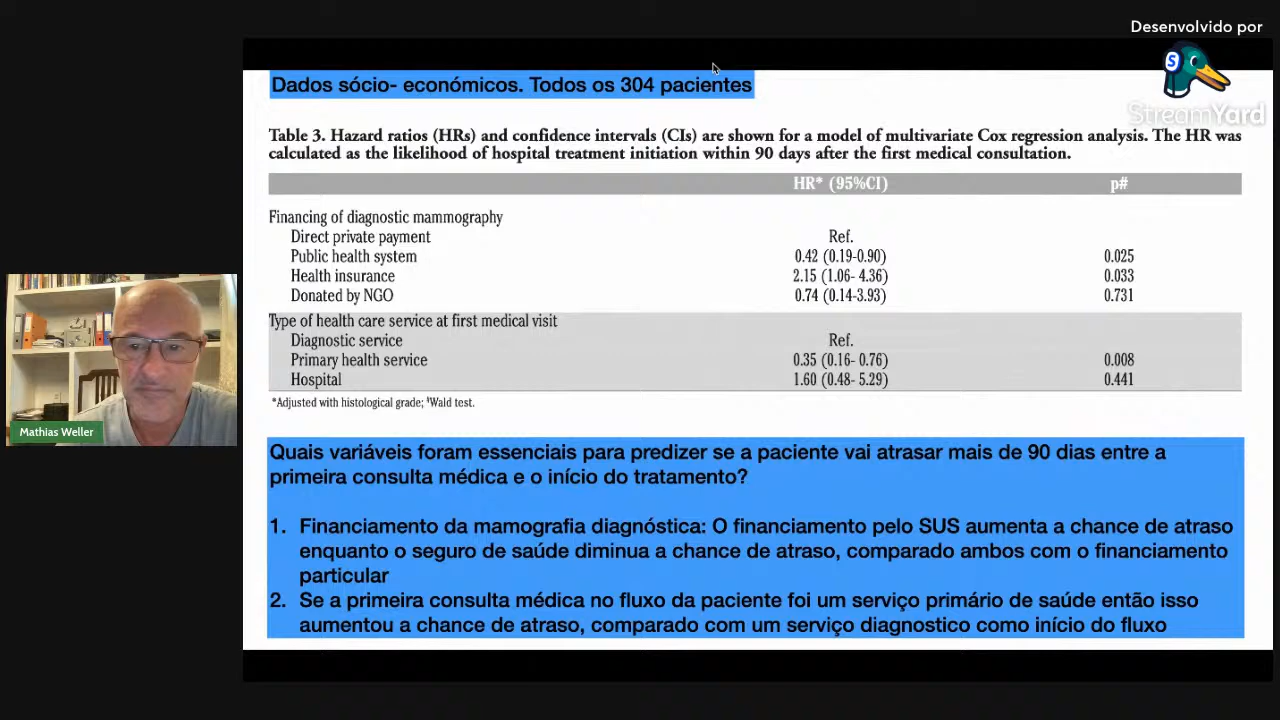 Desenvolvido por
S
StreamYard
Dados sócio- económicos. Todos os 304 pacientes
Table 3. Hazard ratios (HRs) and confidence intervals (CIs) are shown for a model of multivariate Cox regression analysis. The HR was
calculated as the likelihood of hospital treatment initiation within 90 days after the first medical consultation.
HR* (95%CI) p#
Financing of diagnostic mammography
Direct private payment Ref.
Public health system 0.42 (0.19-0.90) 0.025
Health insurance 2.15 (1.06- 4.36) 0.033
Donated by NGO 0.74 (0.14-3.93) 0.731
Type of health care service at first medical visit
Diagnostic service Ref.
Primary health service 0.35 (0.16- 0.76) 0.008
Hospital 1.60 (0.48- 5.29) 0.441
*Adjusted with histological grade; #Wald test.
Mathias Weller
Quais variáveis foram essenciais para predizer se a paciente vai atrasar mais de 90 dias entre a
primeira consulta médica e o início do tratamento?
1. Financiamento da mamografia diagnóstica: O financiamento pelo SUS aumenta a chance de atraso
enquanto o seguro de saúde diminua a chance de atraso, comparado ambos com o financiamento
particular
2. Se a primeira consulta médica no fluxo da paciente foi um serviço primário de saúde então isso
aumentou a chance de atraso, comparado com um serviço diagnostico como início do fluxo